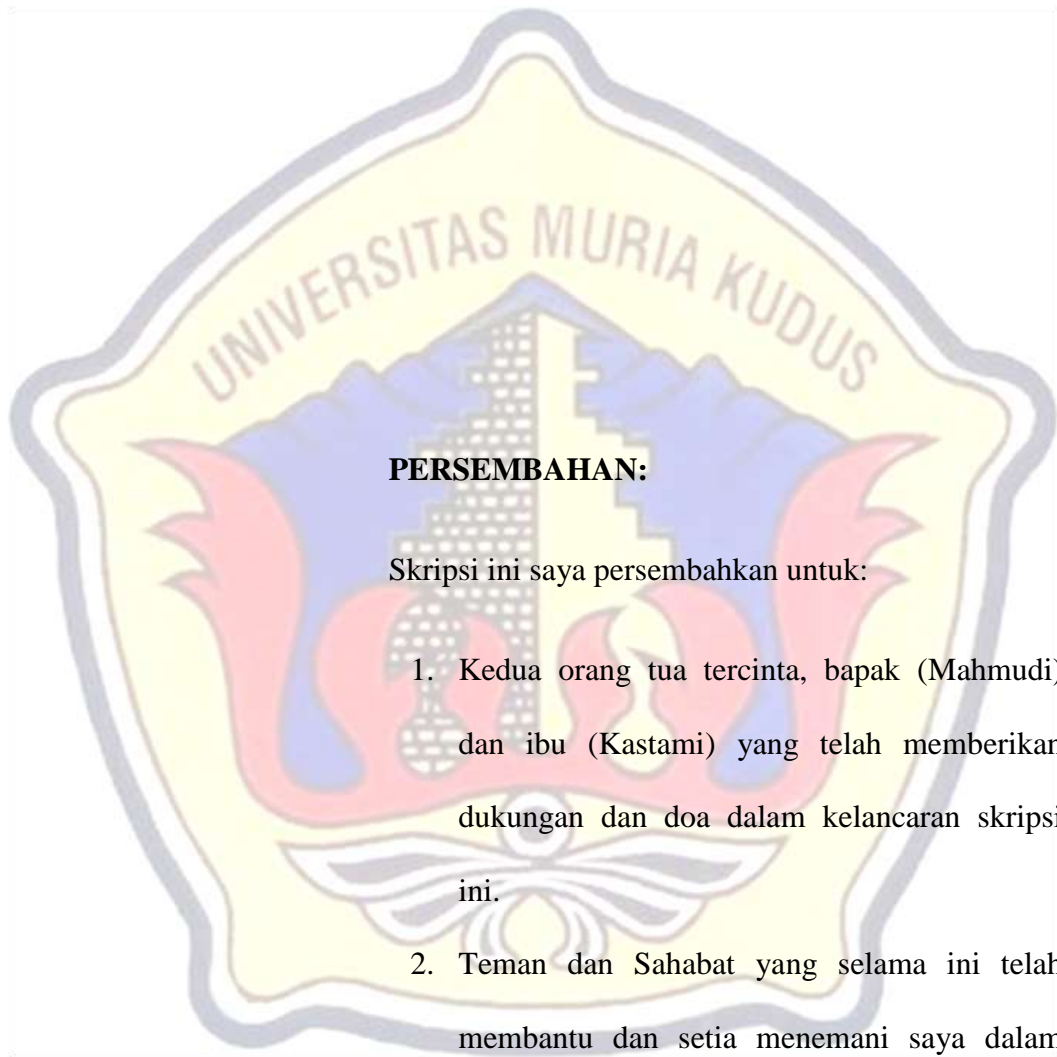 UNIVERSITAS MURIA KUDUS
PERSEMBAHAN:
Skripsi ini saya persembahkan untuk:
1. Kedua orang tua tercinta, bapak (Mahmudi)
dan ibu (Kastami) yang telah memberikan
dukungan dan doa dalam kelancaran skripsi
ini.
2. Teman dan Sahabat yang selama ini telah
membantu dan setia menemani saya dalam